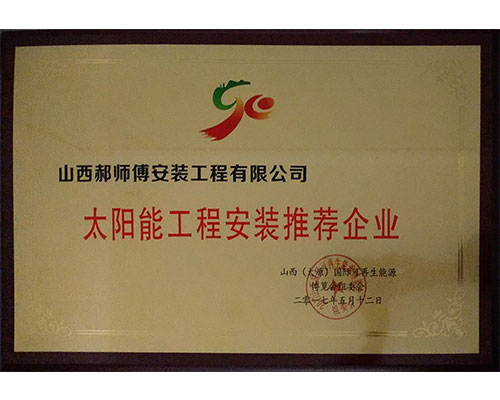 山西郝师傅安装工程有限公司
太阳能工程安装推荐企业
山西（太原）国际可再生能源
博览会组委会
二〇一七年五月十二日